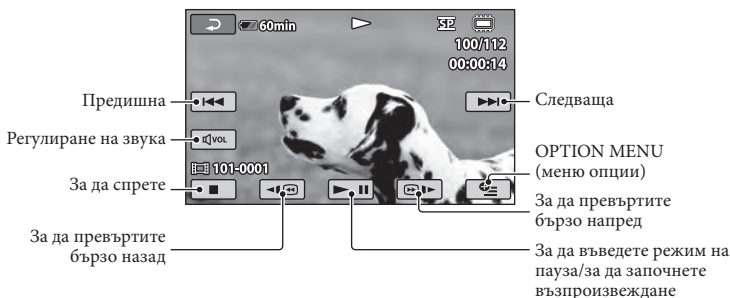 60min
SP
100/112
00:00:14
Предишна
Следваща
Регулиране на звука
VOL
OPTION MENU
(меню опции)
101-0001
За да спрете
За да превъртите
бързо напред
За да превъртите
бързо назад
За да въведете режим на
пауза/за да започнете
възпроизвеждане